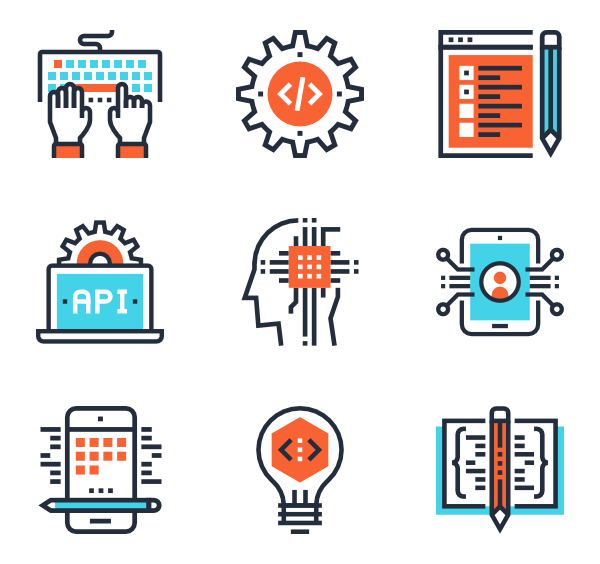 </>
API
< >
{ }